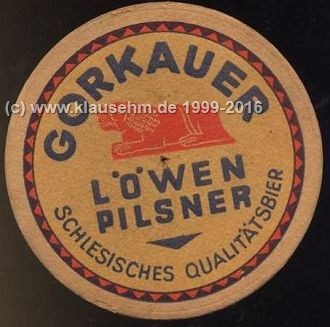 GORKAUER
(c) www.klausehm.de 1999-2016
LÖWEN
PILSNER
SCHLESISCHES QUALITÄTSBIER